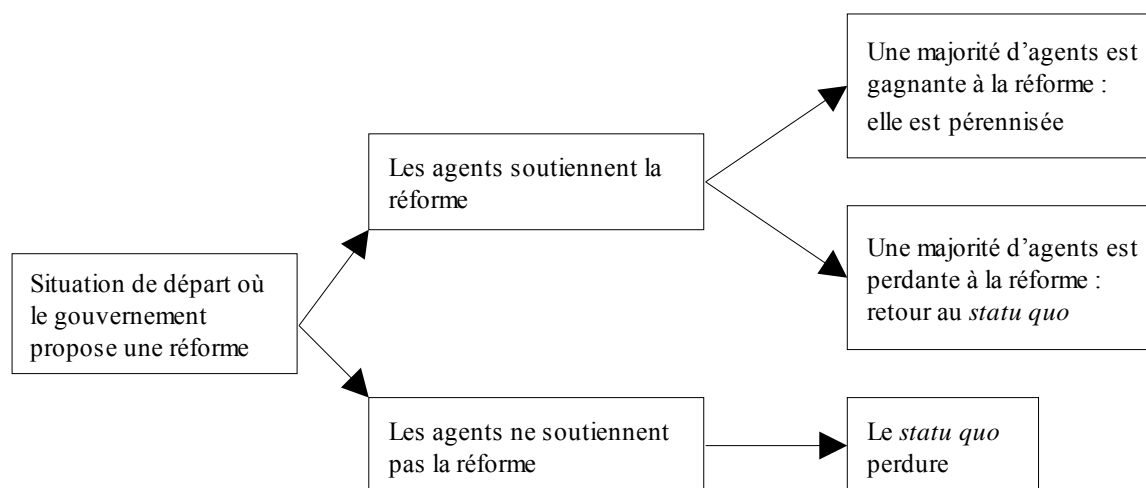 Situation de départ où
le gouvernement
propose une réforme
Les agents soutiennent la
réforme
Une majorité d’agents est
gagnante à la réforme :
elle est pérennisée
Une majorité d’agents est
perdante à la réforme :
retour au statu quo
Les agents ne soutiennent
pas la réforme
Le statu quo
perdure